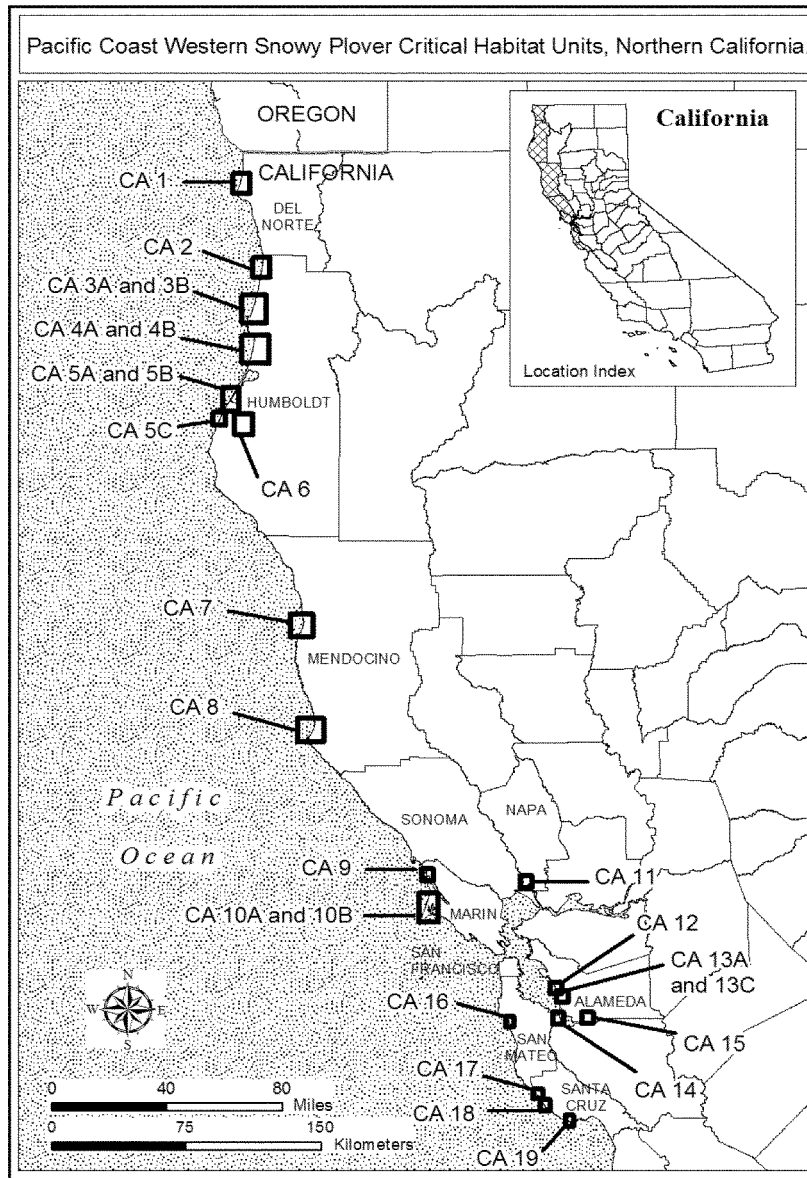 Pacific Coast Western Snowy Plover Critical Habitat Units, Northern California
OREGON
California
CALIFORNIA
CA 1
DEL
NORTE
CA 2
CA 3A and 3B
CA 4A and 4B
Location Index
CA 5A and 5B
HUMBOLDT
CA 5C
CA 6
CA 7
MENDOCINO
CA 8
Pacific
Ocean
SONOMA
NAPA
CA 9
CA 11
CA 10A and 10B
MARIN
CA 12
SAN
FRANCISCO
CA 13A
and 13C
N
W E
S
CA 16
ALAMEDA
SAN
MATEO
CA 15
CA 14
CA 17
SANTA
CRUZ
CA 18
CA 19
0 40 80
Miles
0 75 150
Kilometers